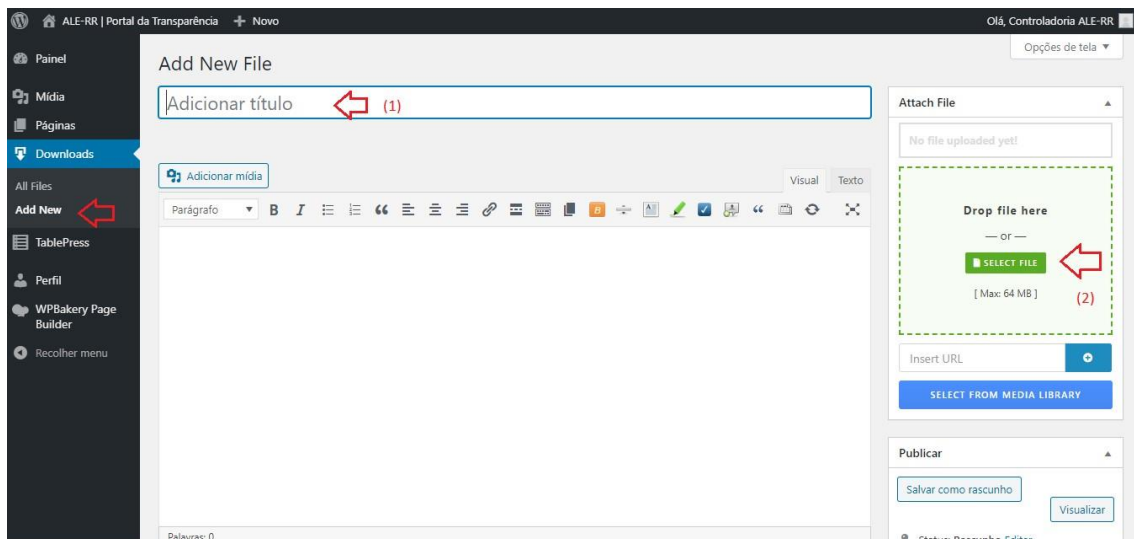 ALE-RR | Portal da Transparência + Novo
Olá, Controladoria ALE-RR
Opções de tela ▼
Painel
Mídia
Páginas
Downloads
All Files
Add New
TablePress
Perfil
WPBakery Page
Builder
Recolher menu
Add New File
Adicionar título (1)
Adicionar mídia
Visual Texto
Parágrafo
Palavras: 0
Attach File
No file uploaded yet!
Drop file here
— or —
SELECT FILE
[ Max: 64 MB ] (2)
Insert URL
SELECT FROM MEDIA LIBRARY
Publicar
Salvar como rascunho
Visualizar
Status: Rascunho Editar